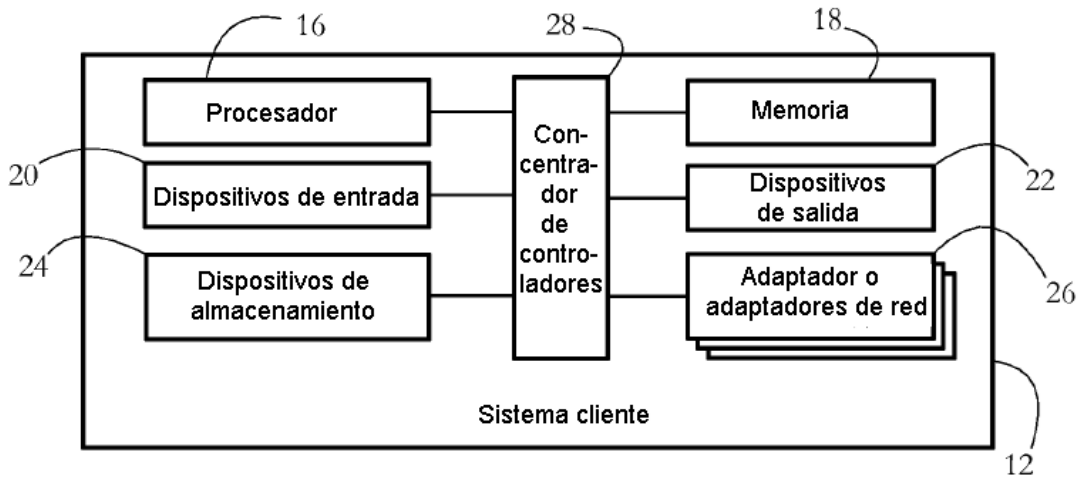 16
28
18
Procesador
Memoria
Con-
centra-
dor
de
contro-
ladores
20
Dispositivos de entrada
Dispositivos
de salida
22
24
Dispositivos de
almacenamiento
Adaptador o
adaptadores de red
26
Sistema cliente
12